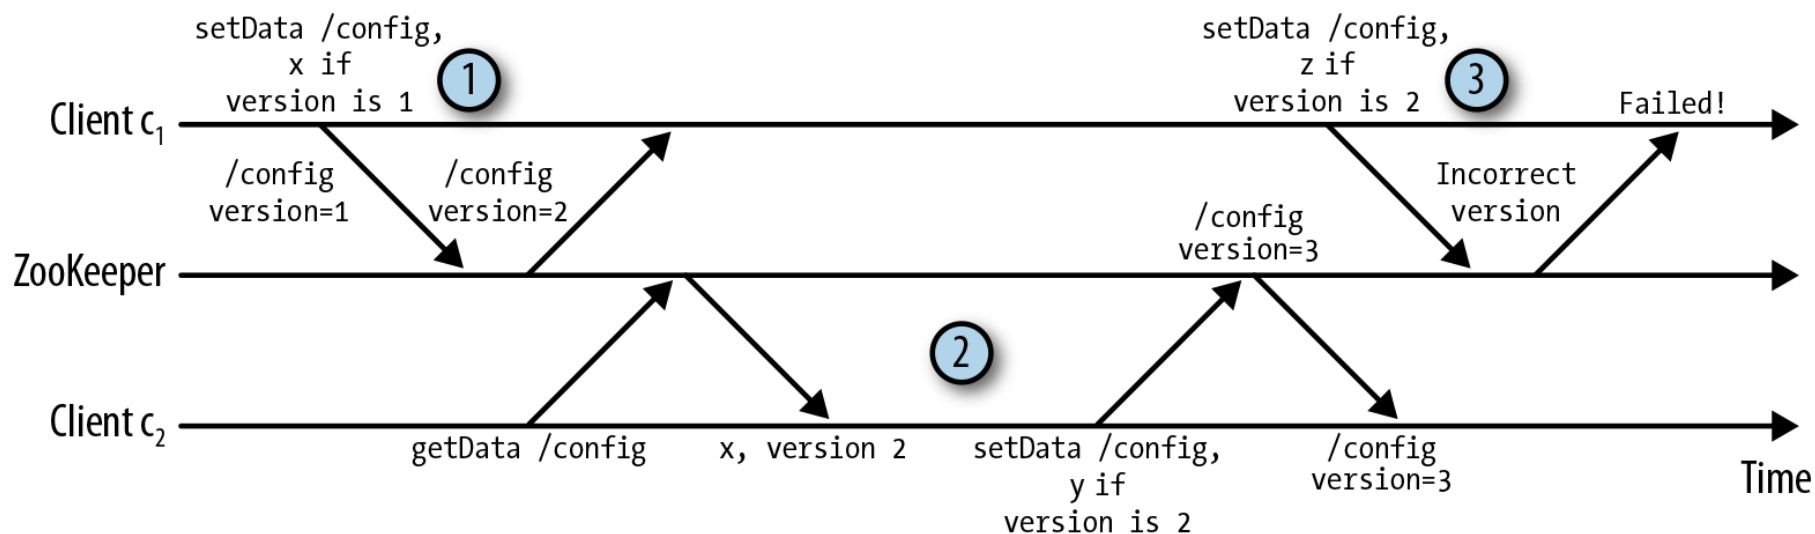 setData /config,
x if
version is 1
1
setData /config,
z if
version is 2
3
Failed!
Client c1
/config
version=1
/config
version=2
Incorrect
version
/config
version=3
ZooKeeper
2
Client c2
getData /config
x, version 2
setData /config,
y if
version is 2
/config
version=3
Time